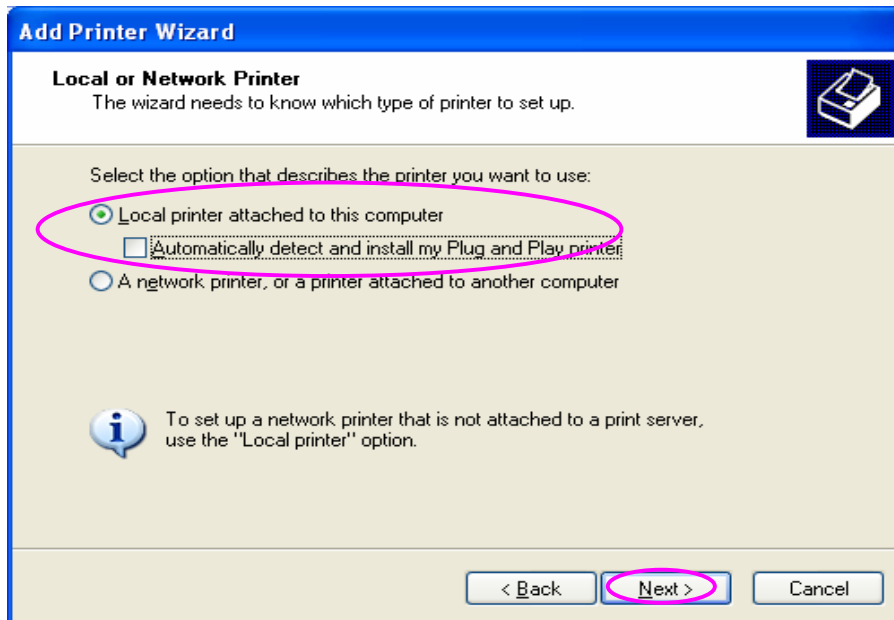 Add Printer Wizard
Local or Network Printer
The wizard needs to know which type of printer to set up.
Select the option that describes the printer you want to use:
Local printer attached to this computer
Automatically detect and install my Plug and Play printer
A network printer, or a printer attached to another computer
To set up a network printer that is not attached to a print server,
use the "Local printer" option.
< Back
Next >
Cancel